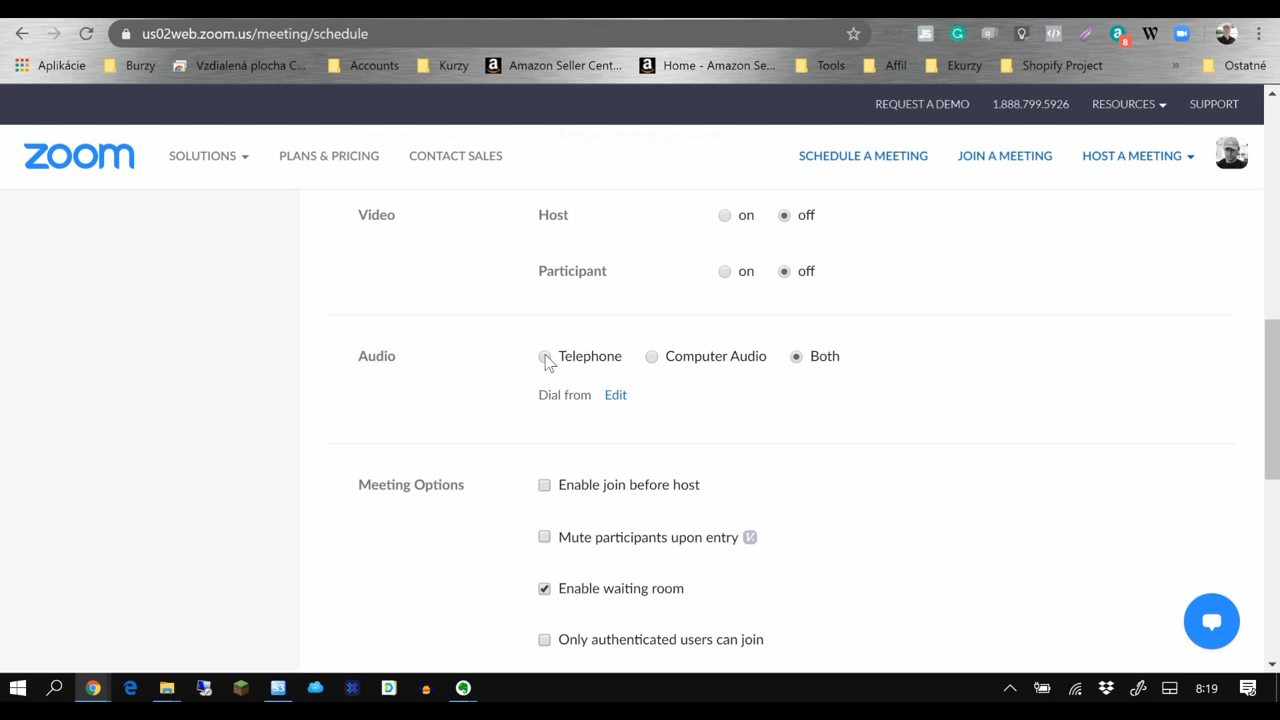 us02web.zoom.us/meeting/schedule
8
Aplikácie Burzy Vzdialená plocha C... Accounts Kurzy Amazon Seller Cent... Home - Amazon Se... Tools Affil Ekurzy Shopify Project » Ostatné
REQUEST A DEMO 1.888.799.5926 RESOURCES SUPPORT
zoom SOLUTIONS PLANS & PRICING CONTACT SALES SCHEDULE A MEETING JOIN A MEETING HOST A MEETING
Video Host on off
Participant on off
Audio Telephone Computer Audio Both
Dial from Edit
Meeting Options Enable join before host
Mute participants upon entry
Enable waiting room
Only authenticated users can join
8:19